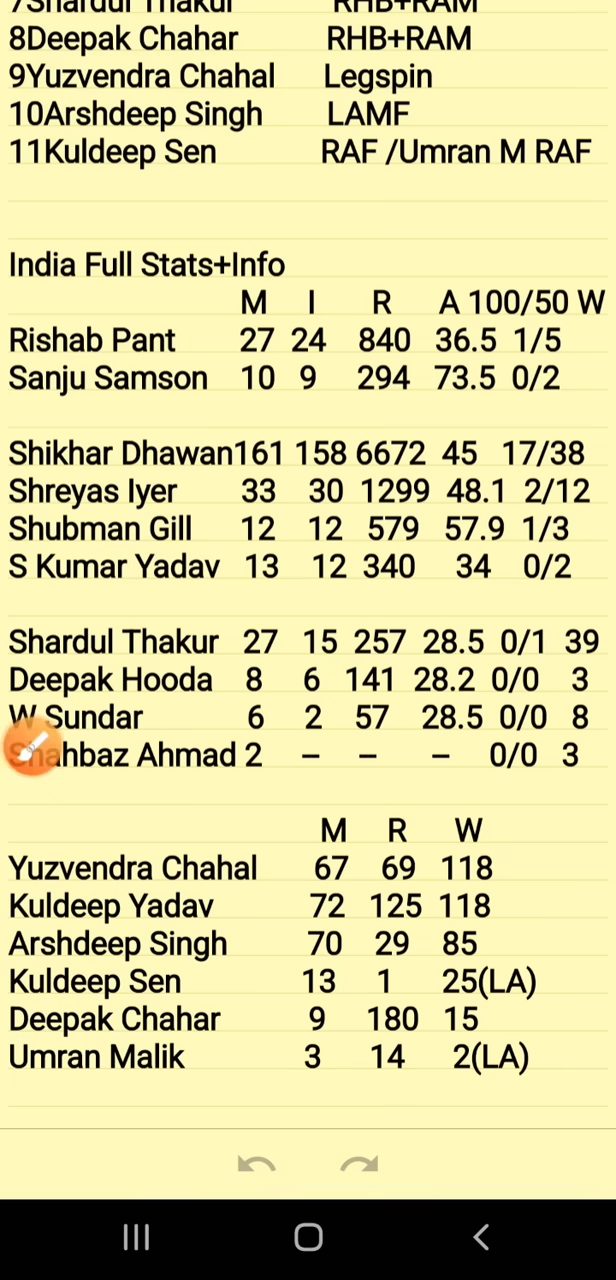 7Shardul Thakur RHB+RAM
8Deepak Chahar RHB+RAM
9Yuzvendra Chahal Legspin
10Arshdeep Singh LAMF
11Kuldeep Sen RAF /Umran M RAF
India Full Stats+Info
M I R A 100/50 W
Rishab Pant 27 24 840 36.5 1/5
Sanju Samson 10 9 294 73.5 0/2
Shikhar Dhawan161 158 6672 45 17/38
Shreyas Iyer 33 30 1299 48.1 2/12
Shubman Gill 12 12 579 57.9 1/3
S Kumar Yadav 13 12 340 34 0/2
Shardul Thakur 27 15 257 28.5 0/1 39
Deepak Hooda 8 6 141 28.2 0/0 3
W Sundar 6 2 57 28.5 0/0 8
Shahbaz Ahmad 2 – – – 0/0 3
M R W
Yuzvendra Chahal 67 69 118
Kuldeep Yadav 72 125 118
Arshdeep Singh 70 29 85
Kuldeep Sen 13 1 25(LA)
Deepak Chahar 9 180 15
Umran Malik 3 14 2(LA)